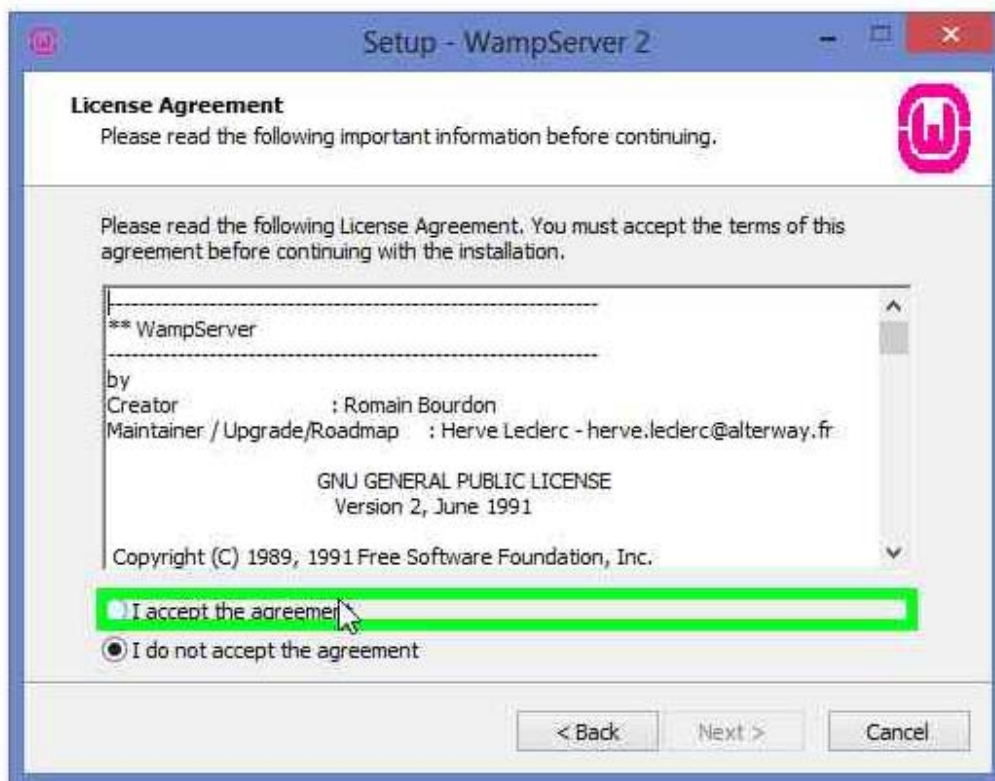 Setup - WampServer 2
License Agreement
Please read the following important information before continuing.
Please read the following License Agreement. You must accept the terms of this
agreement before continuing with the installation.
------------------------------------------------------------
** WampServer
------------------------------------------------------------
by
Creator : Romain Bourdon
Maintainer / Upgrade/Roadmap : Herve Leclerc - herve.leclerc@alterway.fr
GNU GENERAL PUBLIC LICENSE
Version 2, June 1991
Copyright (C) 1989, 1991 Free Software Foundation, Inc.
I accept the agreement
I do not accept the agreement
< Back Next > Cancel